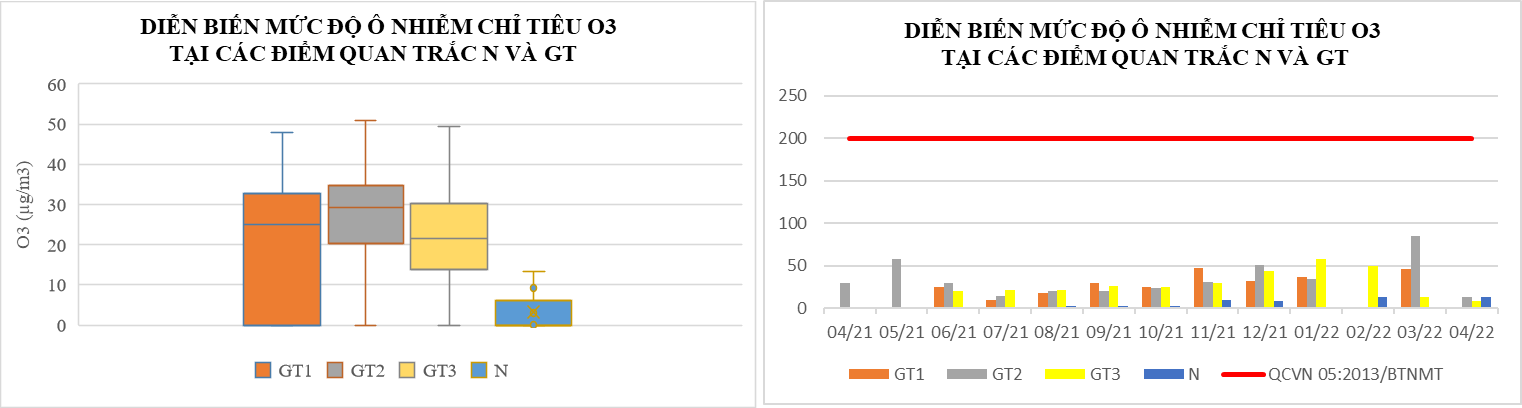 DIỄN BIẾN MỨC ĐỘ Ô NHIỄM CHỈ TIÊU O3
TẠI CÁC ĐIỂM QUAN TRẮC N VÀ GT
60
50
40
30
20
10
0
O3 (µg/m3)
GT1 GT2 GT3 N
DIỄN BIẾN MỨC ĐỘ Ô NHIỄM CHỈ TIÊU O3
TẠI CÁC ĐIỂM QUAN TRẮC N VÀ GT
250
200
150
100
50
0
04/21 05/21 06/21 07/21 08/21 09/21 10/21 11/21 12/21 01/22 02/22 03/22 04/22
GT1 GT2 GT3 N QCVN 05:2013/BTNMT